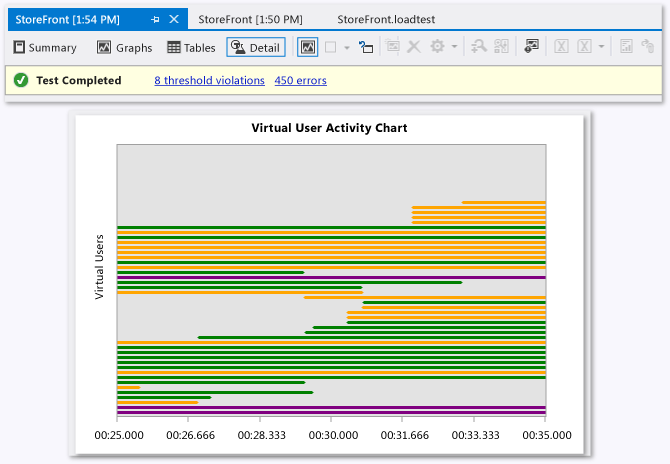 StoreFront [1:54 PM] StoreFront [1:50 PM] StoreFront.loadtest
Summary Graphs Tables Detail
Test Completed 8 threshold violations 450 errors
Virtual User Activity Chart
Virtual Users
00:25.000 00:26.666 00:28.333 00:30.000 00:31.666 00:33.333 00:35.000